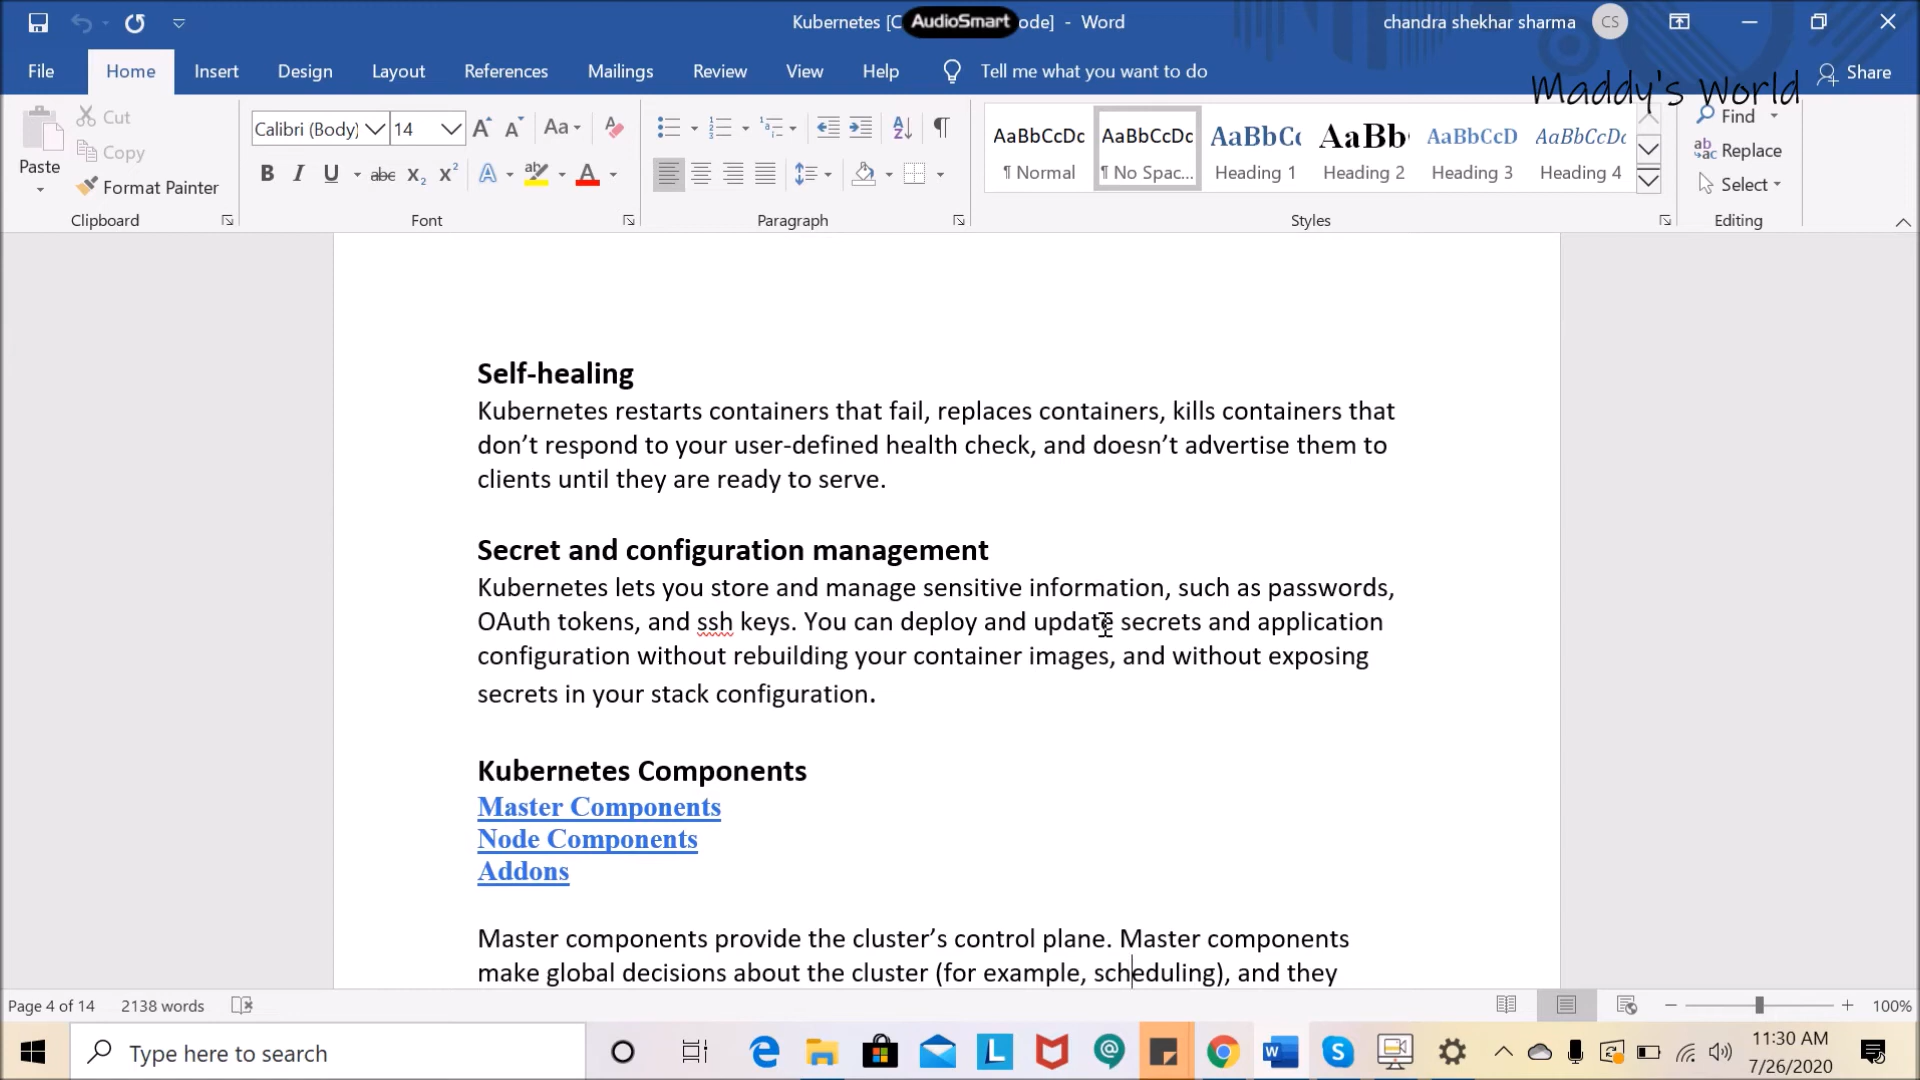 Kubernetes [C AudioSmart ode] - Word
chandra shekhar sharma CS
File Home Insert Design Layout References Mailings Review View Help Tell me what you want to do Share
Maddy's World
Paste
Cut
Copy
Format Painter
Clipboard
Calibri (Body) 14
Font
Paragraph
AaBbCcDc ¶ Normal
AaBbCcDc ¶ No Spac...
AaBbCc Heading 1
AaBb Heading 2
AaBbCcD Heading 3
AaBbCcDc Heading 4
Styles
Find
Replace
Select
Editing
Self-healing
Kubernetes restarts containers that fail, replaces containers, kills containers that
don’t respond to your user-defined health check, and doesn’t advertise them to
clients until they are ready to serve.
Secret and configuration management
Kubernetes lets you store and manage sensitive information, such as passwords,
OAuth tokens, and ssh keys. You can deploy and update secrets and application
configuration without rebuilding your container images, and without exposing
secrets in your stack configuration.
Kubernetes Components
Master Components
Node Components
Addons
Master components provide the cluster’s control plane. Master components
make global decisions about the cluster (for example, scheduling), and they
Page 4 of 14 2138 words 100%
Type here to search
11:30 AM
7/26/2020